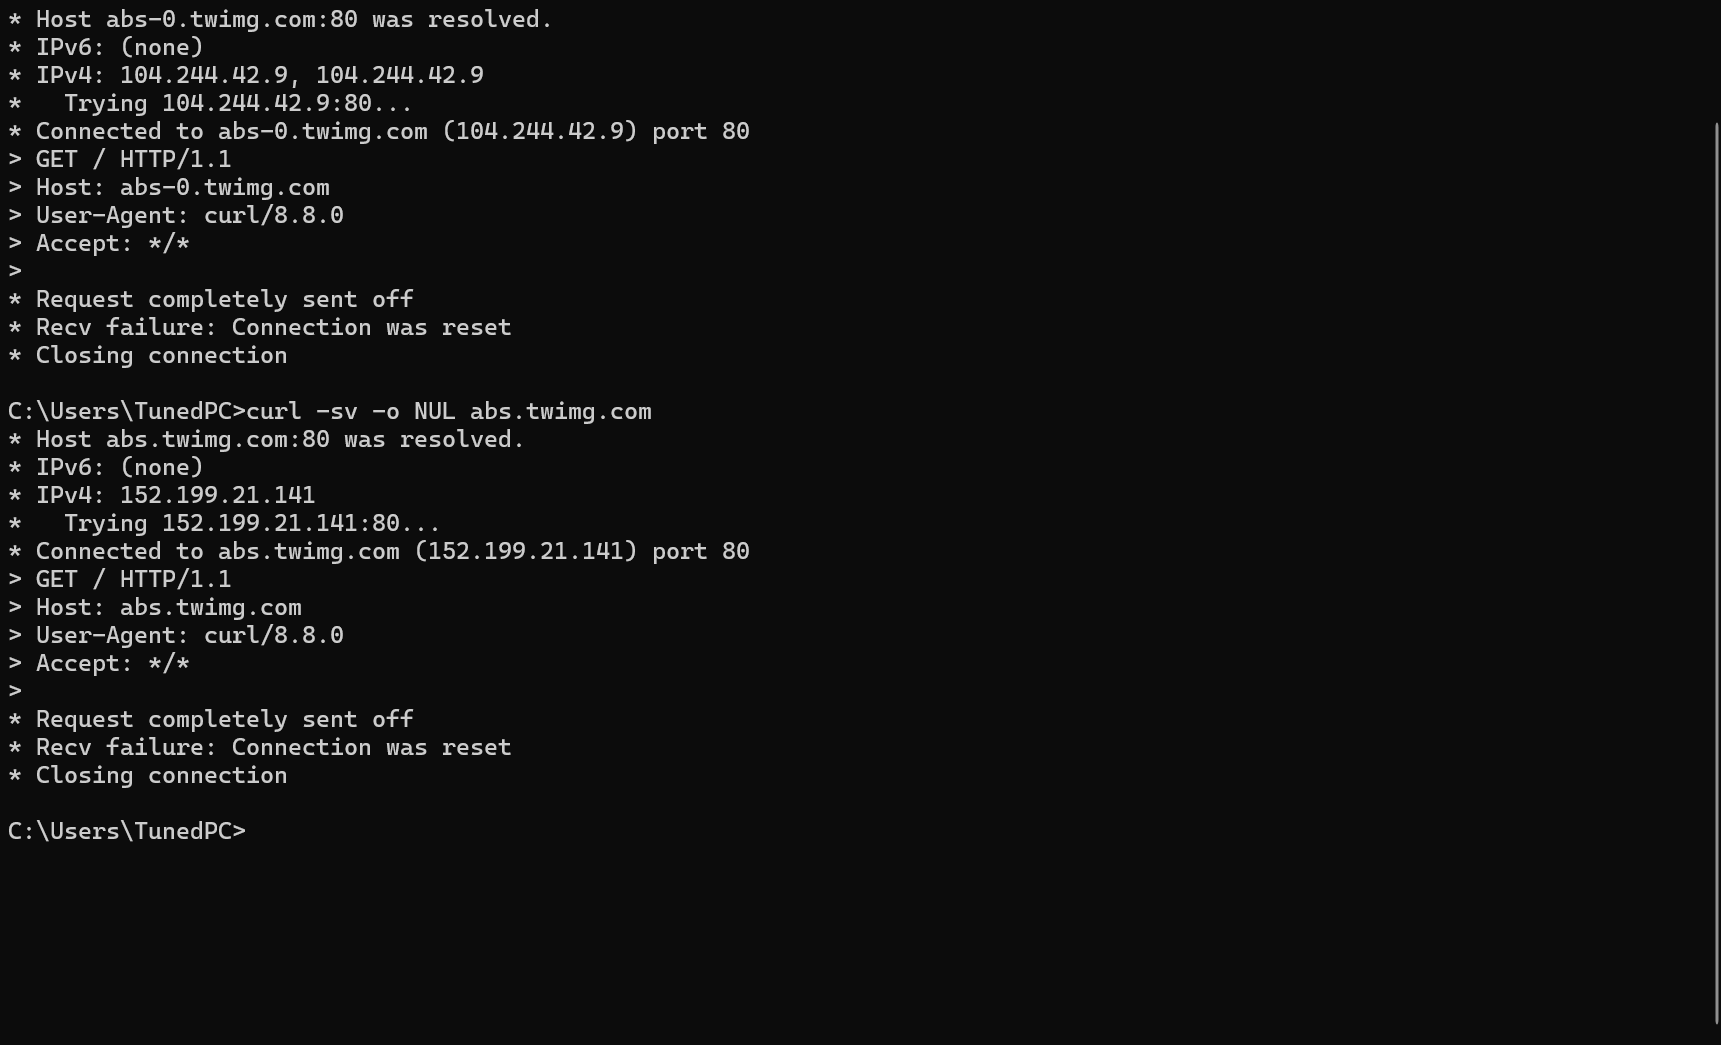 * Host abs-0.twimg.com:80 was resolved.
* IPv6: (none)
* IPv4: 104.244.42.9, 104.244.42.9
*   Trying 104.244.42.9:80...
* Connected to abs-0.twimg.com (104.244.42.9) port 80
> GET / HTTP/1.1
> Host: abs-0.twimg.com
> User-Agent: curl/8.8.0
> Accept: */*
>
* Request completely sent off
* Recv failure: Connection was reset
* Closing connection

C:\Users\TunedPC>curl -sv -o NUL abs.twimg.com
* Host abs.twimg.com:80 was resolved.
* IPv6: (none)
* IPv4: 152.199.21.141
*   Trying 152.199.21.141:80...
* Connected to abs.twimg.com (152.199.21.141) port 80
> GET / HTTP/1.1
> Host: abs.twimg.com
> User-Agent: curl/8.8.0
> Accept: */*
>
* Request completely sent off
* Recv failure: Connection was reset
* Closing connection

C:\Users\TunedPC>